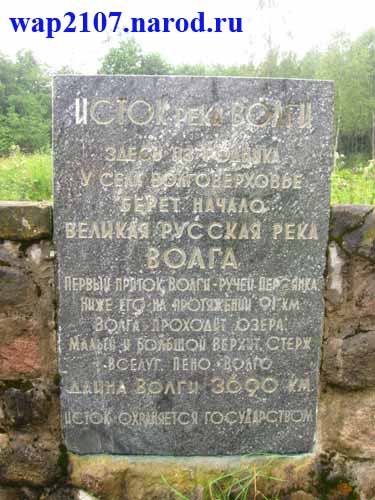 wap2107.narod.ru
ИСТОК РЕКИ ВОЛГИ
ЗДЕСЬ ИЗ РОДНИКА
У СЕЛА ВОЛГОВЕРХОВЬЕ
БЕРЕТ НАЧАЛО
ВЕЛИКАЯ РУССКАЯ РЕКА
ВОЛГА
ПЕРВЫЙ ПРИТОК ВОЛГИ-РУЧЕЙ ПЕРСЯНКА
НИЖЕ ЕГО НА ПРОТЯЖЕНИИ 91 КМ
ВОЛГА ПРОХОДИТ ОЗЕРА:
МАЛЫЙ И БОЛЬШОЙ ВЕРХИТ, СТЕРЖ
ВСЕЛУГ, ПЕНО, ВОЛГО
ДЛИНА ВОЛГИ 3690 КМ
ИСТОК ОХРАНЯЕТСЯ ГОСУДАРСТВОМ